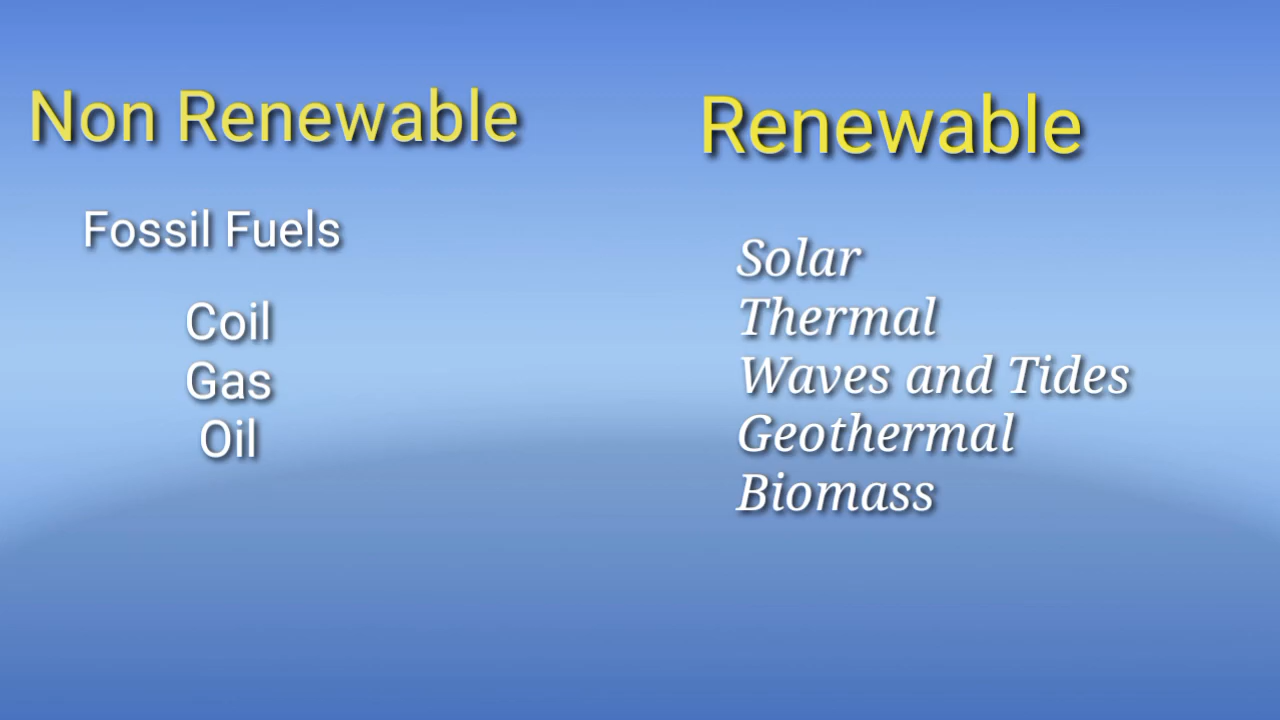 Non Renewable
Fossil Fuels
Coil
Gas
Oil
Renewable
Solar
Thermal
Waves and Tides
Geothermal
Biomass